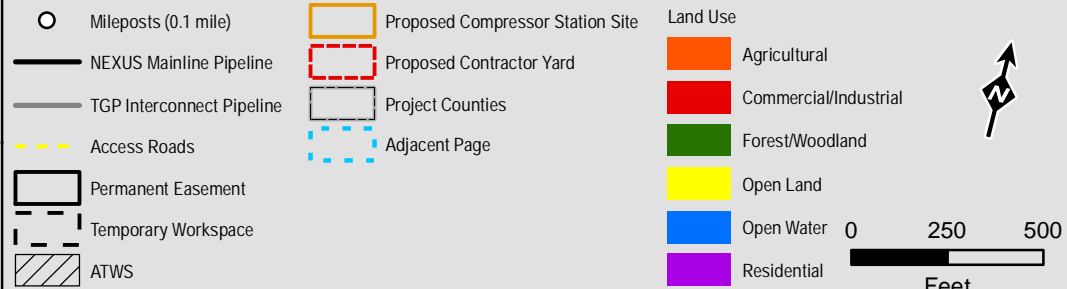 Mileposts (0.1 mile)
NEXUS Mainline Pipeline
TGP Interconnect Pipeline
Access Roads
Permanent Easement
Temporary Workspace
ATWS
Proposed Compressor Station Site
Proposed Contractor Yard
Project Counties
Adjacent Page
Land Use
Agricultural
Commercial/Industrial
Forest/Woodland
Open Land
Open Water
Residential
N
0 250 500
Feet